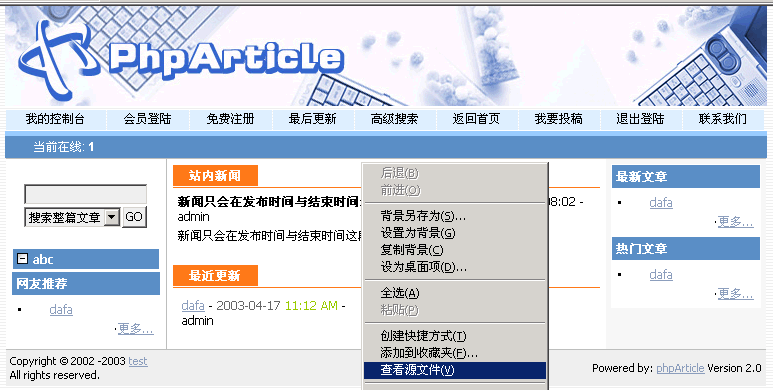 PhpArticle
我的控制台 会员登陆 免费注册 最后更新 高级搜索 返回首页 我要投稿 退出登陆 联系我们
当前在线: 1
搜索整篇文章 GO
abc
网友推荐
dafa
·更多...
站内新闻
新闻只会在发布时间与结束时间 08:02 -
admin
新闻只会在发布时间与结束时间这
最近更新
dafa - 2003-04-17 11:12 AM -
admin
后退(B)
前进(O)
背景另存为(S)...
设置为背景(G)
复制背景(C)
设为桌面项(D)...
全选(A)
粘贴(P)
创建快捷方式(T)
添加到收藏夹(F)...
查看源文件(V)
最新文章
dafa
·更多...
热门文章
dafa
·更多...
Copyright © 2002 -2003 test
All rights reserved.
Powered by: phpArticle Version 2.0